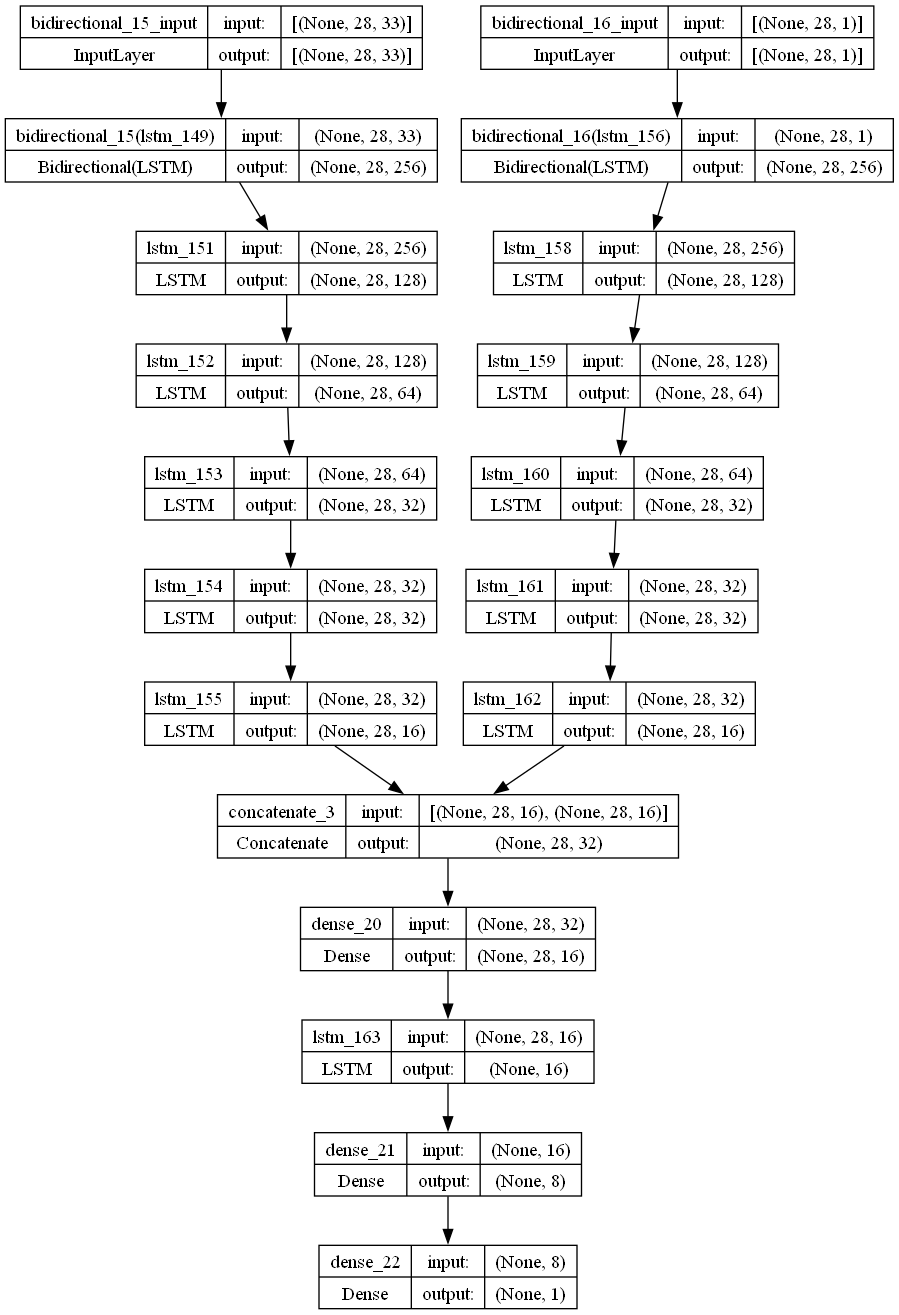 bidirectional_15_input input: [(None, 28, 33)]
InputLayer output: [(None, 28, 33)]
bidirectional_16_input input: [(None, 28, 1)]
InputLayer output: [(None, 28, 1)]
bidirectional_15(lstm_149) input: (None, 28, 33)
Bidirectional(LSTM) output: (None, 28, 256)
bidirectional_16(lstm_156) input: (None, 28, 1)
Bidirectional(LSTM) output: (None, 28, 256)
lstm_151 input: (None, 28, 256)
LSTM output: (None, 28, 128)
lstm_158 input: (None, 28, 256)
LSTM output: (None, 28, 128)
lstm_152 input: (None, 28, 128)
LSTM output: (None, 28, 64)
lstm_159 input: (None, 28, 128)
LSTM output: (None, 28, 64)
lstm_153 input: (None, 28, 64)
LSTM output: (None, 28, 32)
lstm_160 input: (None, 28, 64)
LSTM output: (None, 28, 32)
lstm_154 input: (None, 28, 32)
LSTM output: (None, 28, 32)
lstm_161 input: (None, 28, 32)
LSTM output: (None, 28, 32)
lstm_155 input: (None, 28, 32)
LSTM output: (None, 28, 16)
lstm_162 input: (None, 28, 32)
LSTM output: (None, 28, 16)
concatenate_3 input: [(None, 28, 16), (None, 28, 16)]
Concatenate output: (None, 28, 32)
dense_20 input: (None, 28, 32)
Dense output: (None, 28, 16)
lstm_163 input: (None, 28, 16)
LSTM output: (None, 16)
dense_21 input: (None, 16)
Dense output: (None, 8)
dense_22 input: (None, 8)
Dense output: (None, 1)